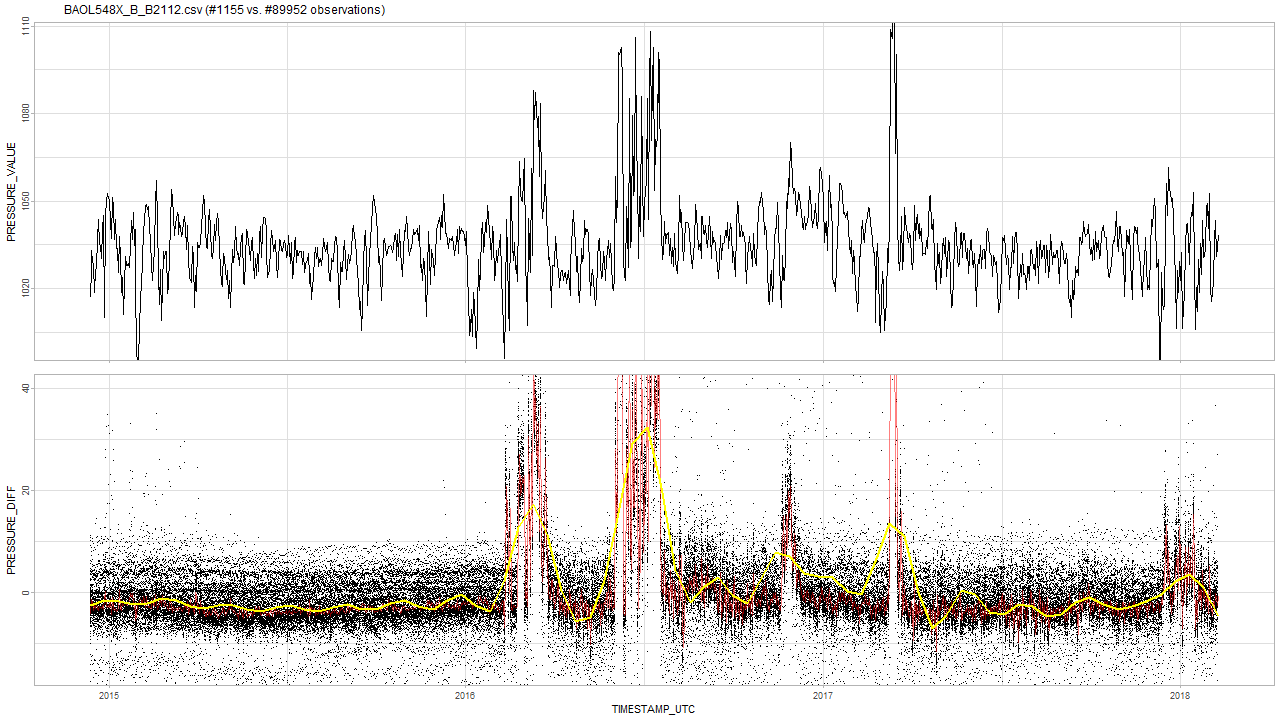 BAOL548X_B_B2112.csv (#1155 vs. #89952 observations)
1110
1080
1050
1020
PRESSURE_VALUE
40
20
0
PRESSURE_DIFF
2015 2016 2017 2018
TIMESTAMP_UTC